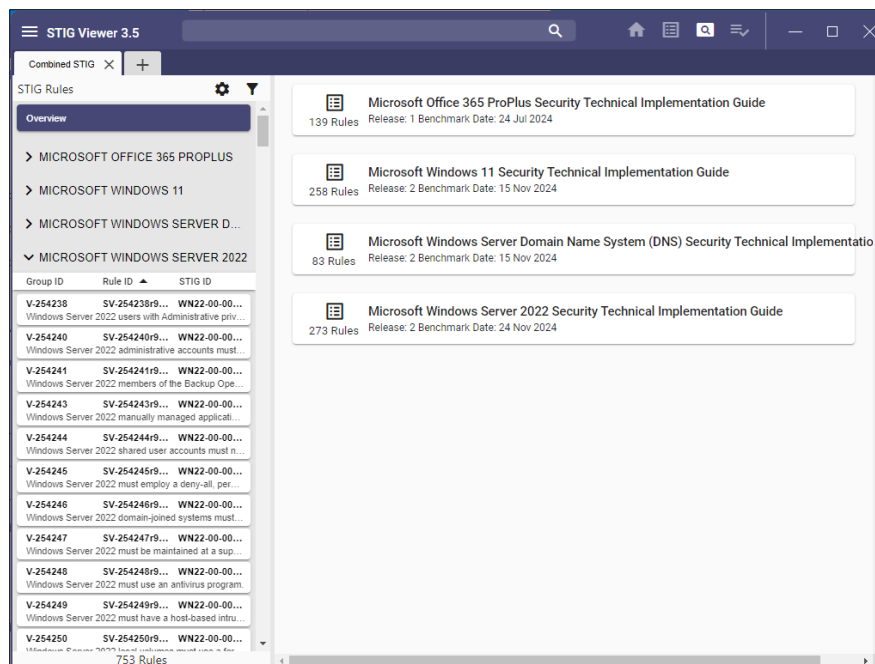 STIG Viewer 3.5
Combined STIG
STIG Rules
Overview
MICROSOFT OFFICE 365 PROPLUS
MICROSOFT WINDOWS 11
MICROSOFT WINDOWS SERVER D...
MICROSOFT WINDOWS SERVER 2022
Group ID Rule ID STIG ID
V-254238 SV-254238r9... WN22-00-00...
Windows Server 2022 users with Administrative priv...
V-254240 SV-254240r9... WN22-00-00...
Windows Server 2022 administrative accounts must...
V-254241 SV-254241r9... WN22-00-00...
Windows Server 2022 members of the Backup Ope...
V-254243 SV-254243r9... WN22-00-00...
Windows Server 2022 manually managed applicati...
V-254244 SV-254244r9... WN22-00-00...
Windows Server 2022 shared user accounts must n...
V-254245 SV-254245r9... WN22-00-00...
Windows Server 2022 must employ a deny-all, per...
V-254246 SV-254246r9... WN22-00-00...
Windows Server 2022 domain-joined systems must...
V-254247 SV-254247r9... WN22-00-00...
Windows Server 2022 must be maintained at a sup...
V-254248 SV-254248r9... WN22-00-00...
Windows Server 2022 must use an antivirus program.
V-254249 SV-254249r9... WN22-00-00...
Windows Server 2022 must have a host-based intru...
V-254250 SV-254250r9... WN22-00-00...
Windows Server 2022 local volumes must use a for...
753 Rules
Microsoft Office 365 ProPlus Security Technical Implementation Guide
139 Rules Release: 1 Benchmark Date: 24 Jul 2024
Microsoft Windows 11 Security Technical Implementation Guide
258 Rules Release: 2 Benchmark Date: 15 Nov 2024
Microsoft Windows Server Domain Name System (DNS) Security Technical Implementatio
83 Rules Release: 2 Benchmark Date: 15 Nov 2024
Microsoft Windows Server 2022 Security Technical Implementation Guide
273 Rules Release: 2 Benchmark Date: 24 Nov 2024